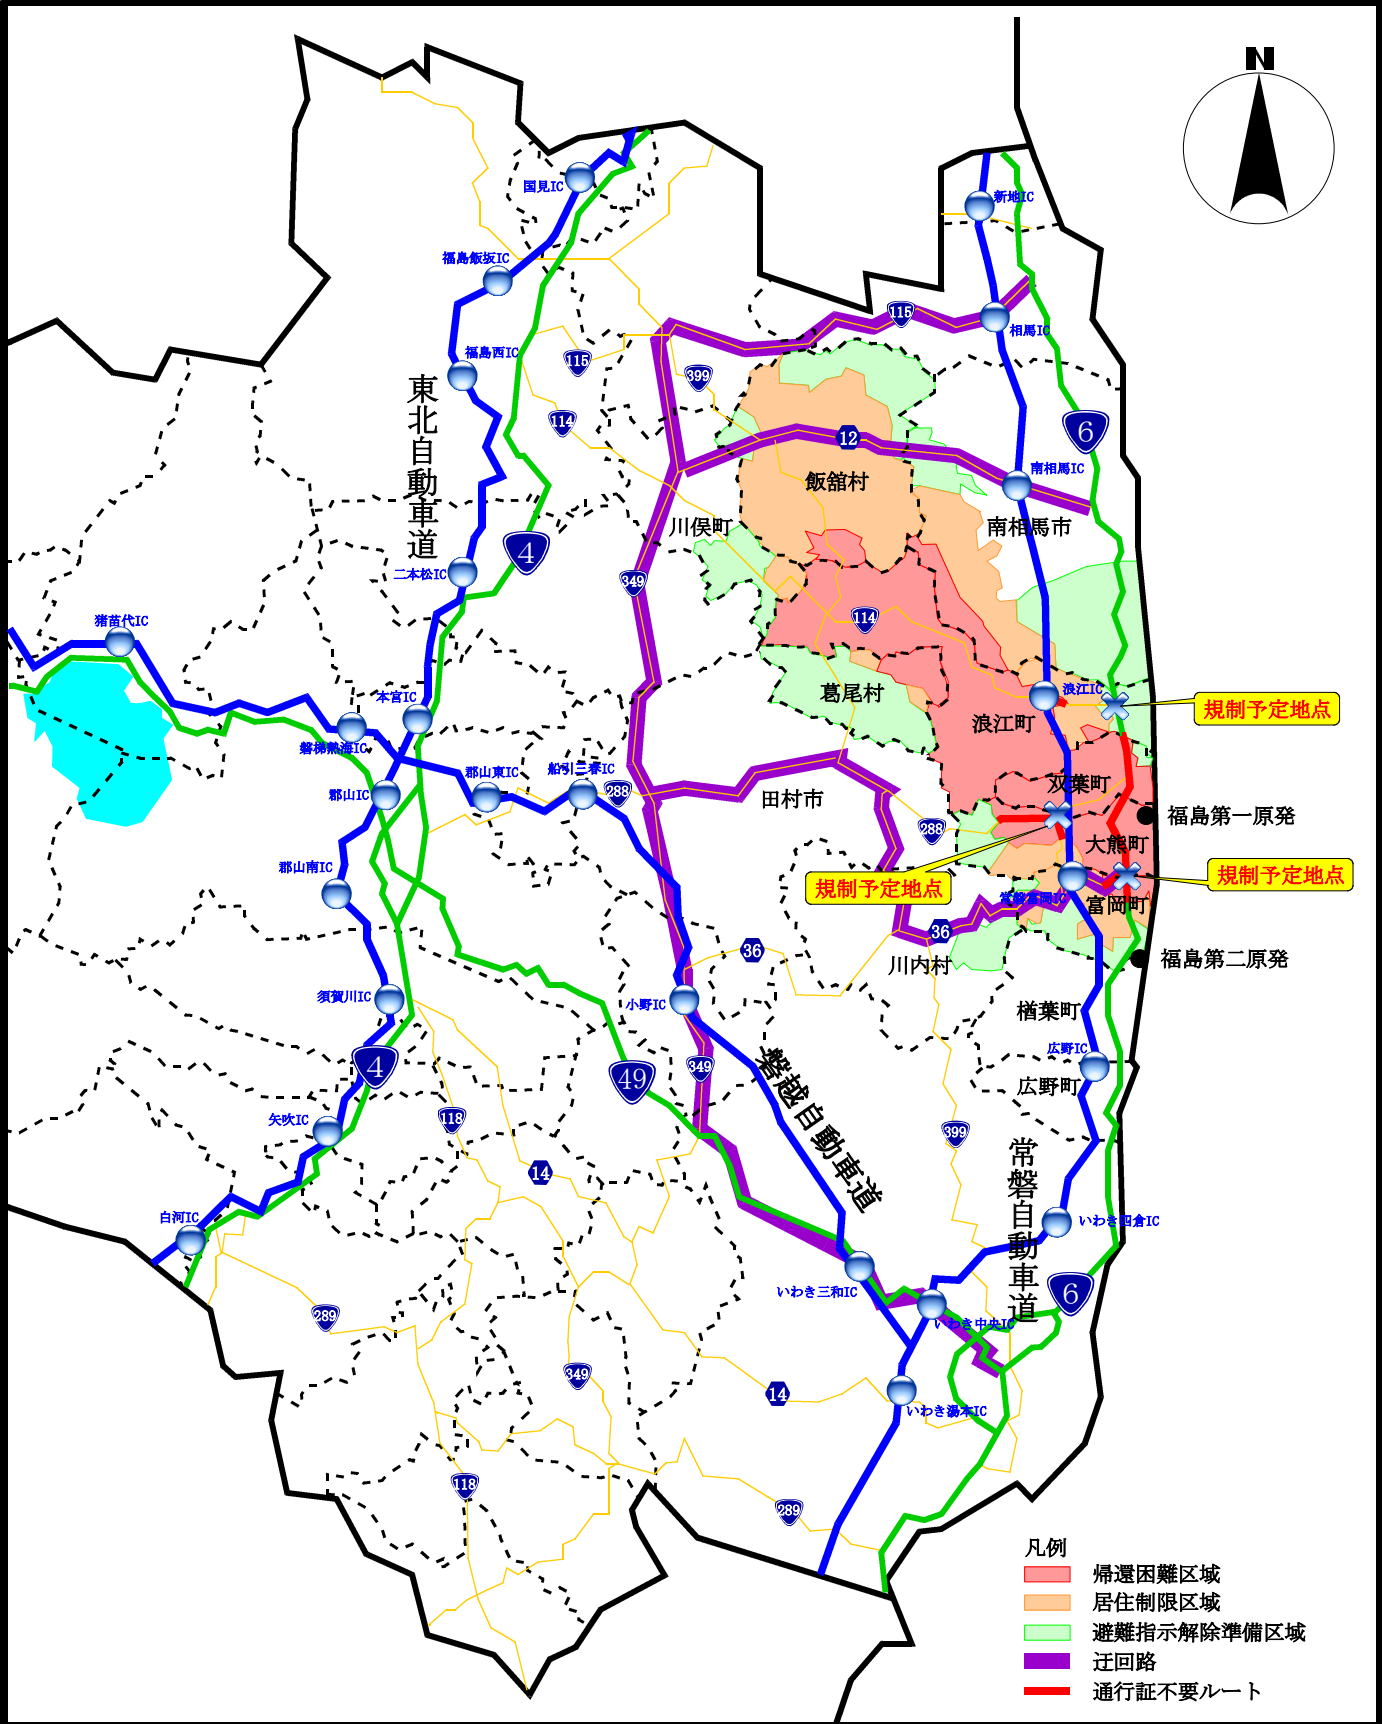 N
国見IC
新地IC
福島飯坂IC
115
相馬IC
福島西IC
115
399
東北自動車道
114
6
12
南相馬IC
飯舘村
川俣町
南相馬市
4
二本松IC
349
猪苗代IC
114
本宮IC
葛尾村
浪江IC
浪江町
規制予定地点
磐梯熱海IC
郡山東IC
船引三春IC
288
双葉町
郡山IC
田村市
福島第一原発
288
大熊町
郡山南IC
規制予定地点
規制予定地点
常磐富岡IC
富岡町
36
36
川内村
福島第二原発
須賀川IC
小野IC
楢葉町
広野IC
4
49
349
磐越自動車道
広野町
矢吹IC
118
399
14
常磐自動車道
白河IC
いわき四倉IC
いわき三和IC
6
289
いわき中央IC
349
14
いわき湯本IC
118
289
凡例
帰還困難区域
居住制限区域
避難指示解除準備区域
迂回路
通行証不要ルート